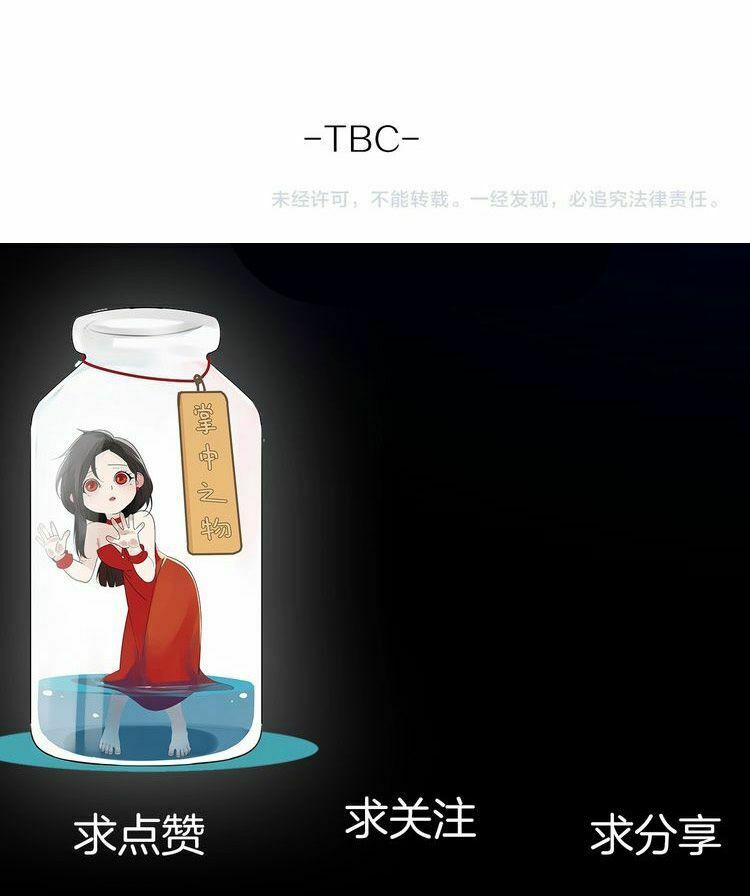 -TBC-
未经许可，不能转载。一经发现，必追究法律责任。
掌中之物
求点赞
求关注
求分享